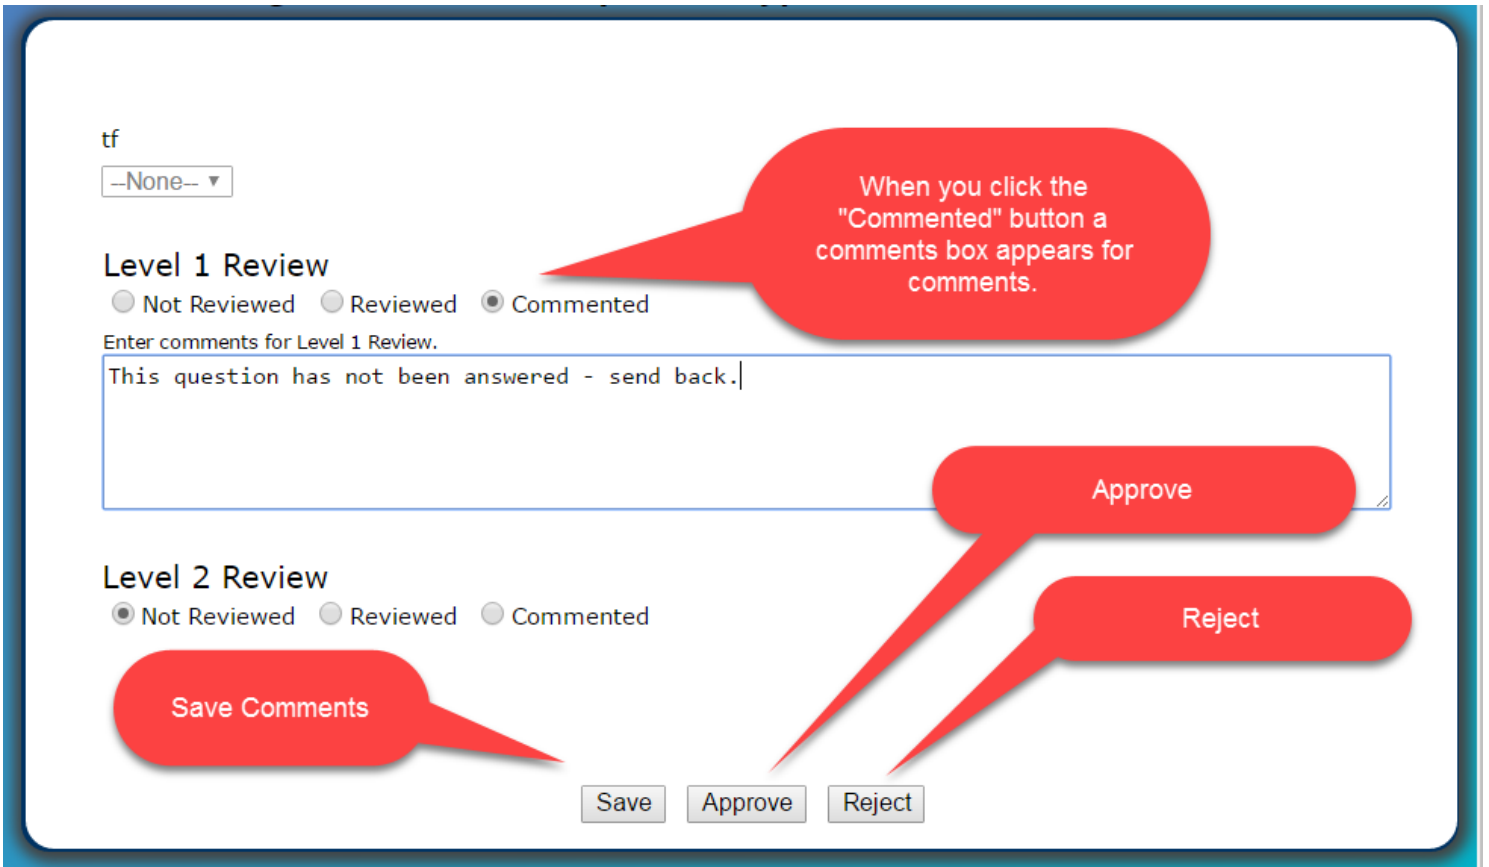 tf
--None--
When you click the
"Commented" button a
comments box appears for
comments.
Level 1 Review
Not Reviewed Reviewed Commented
Enter comments for Level 1 Review.
This question has not been answered - send back.
Approve
Level 2 Review
Not Reviewed Reviewed Commented
Reject
Save Comments
Save Approve Reject